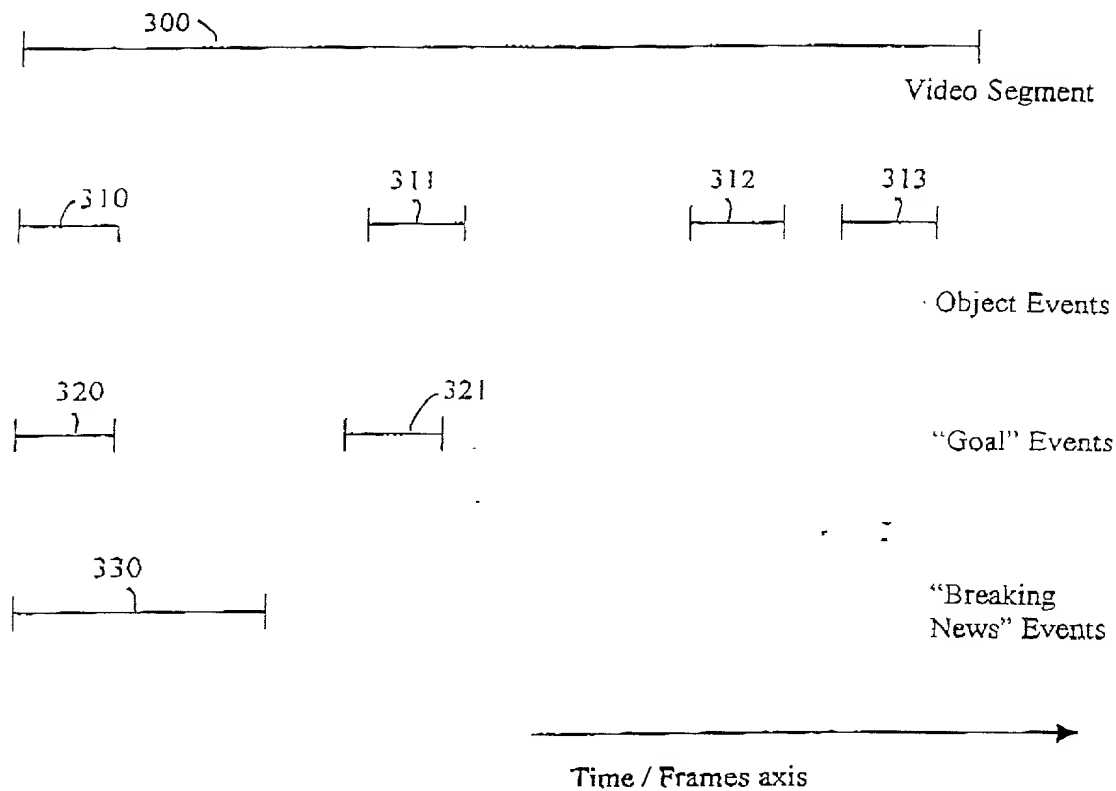 300
Video Segment
310
311
312
313
Object Events
320
321
“Goal” Events
330
“Breaking
News” Events
Time / Frames axis